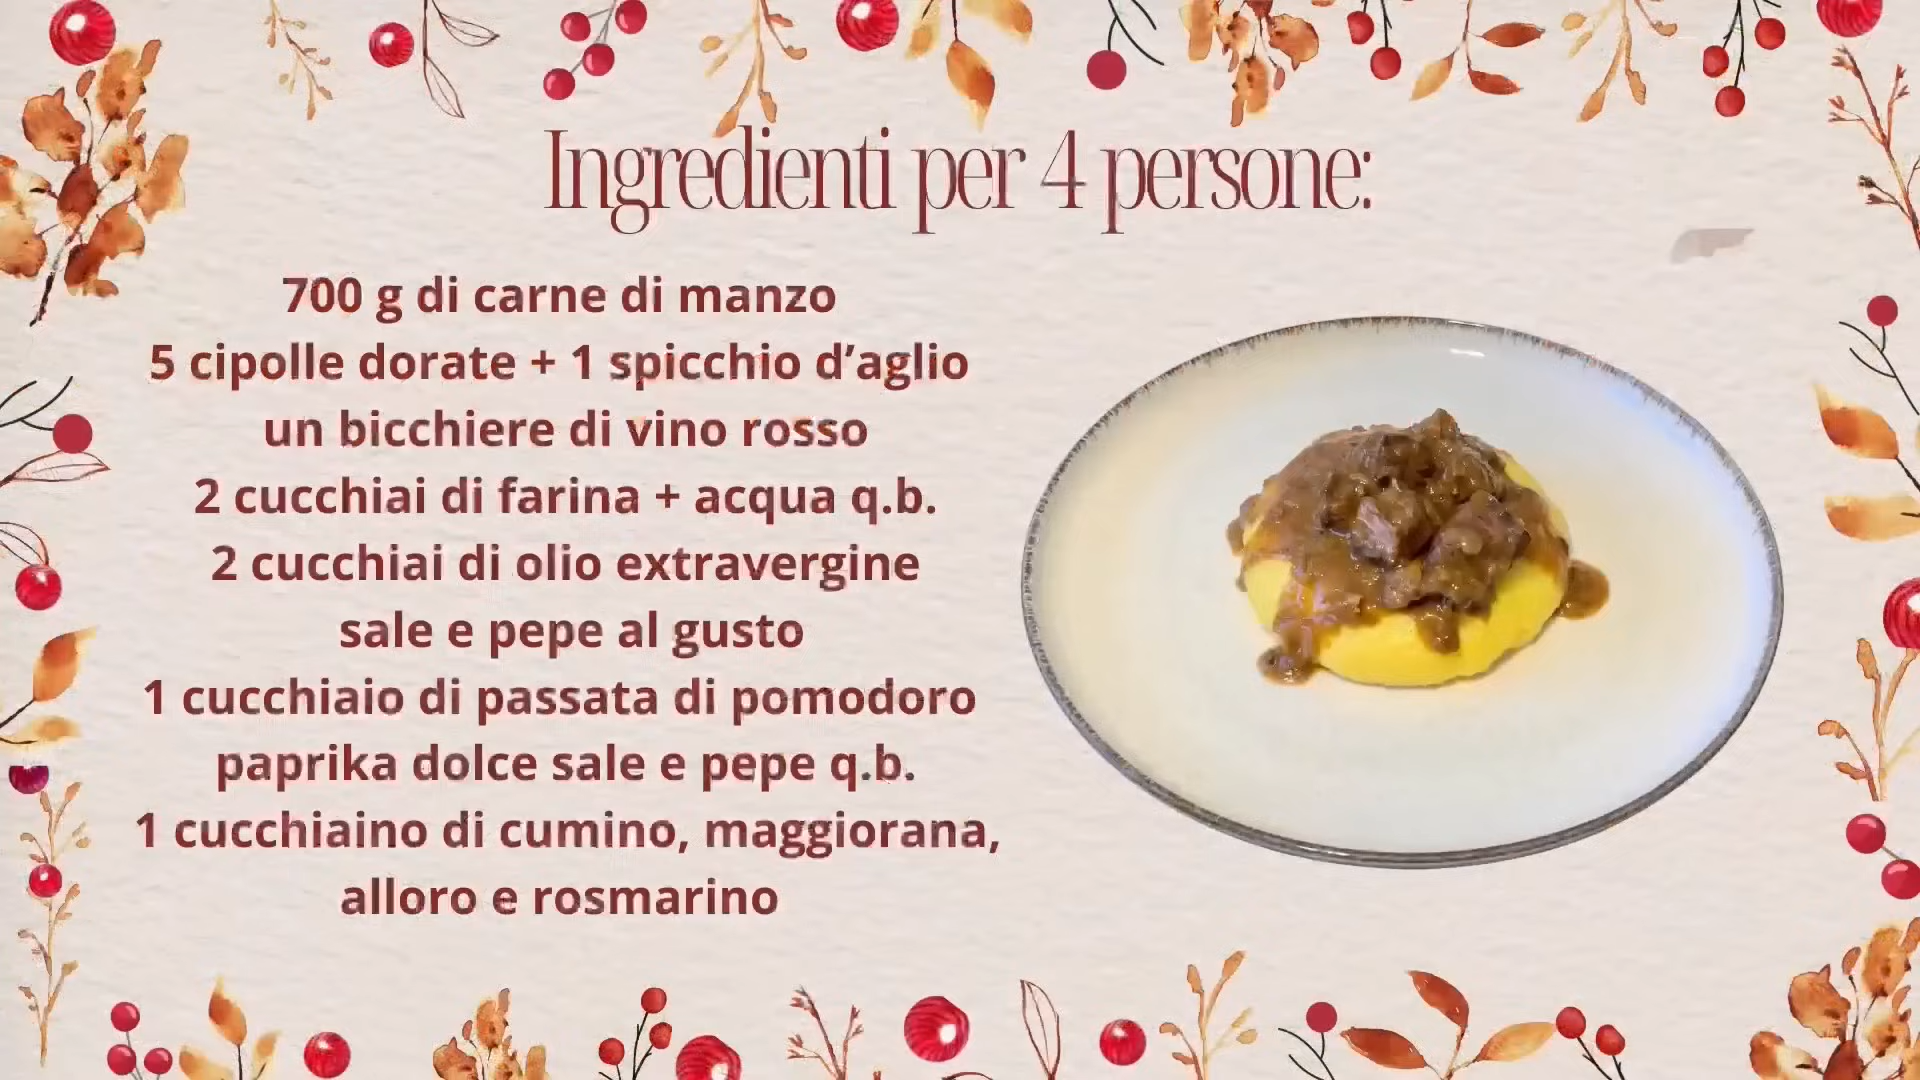 Ingredienti per 4 persone:
700 g di carne di manzo
5 cipolle dorate + 1 spicchio d’aglio
un bicchiere di vino rosso
2 cucchiai di farina + acqua q.b.
2 cucchiai di olio extravergine
sale e pepe al gusto
1 cucchiaio di passata di pomodoro
paprika dolce sale e pepe q.b.
1 cucchiaino di cumino, maggiorana,
alloro e rosmarino